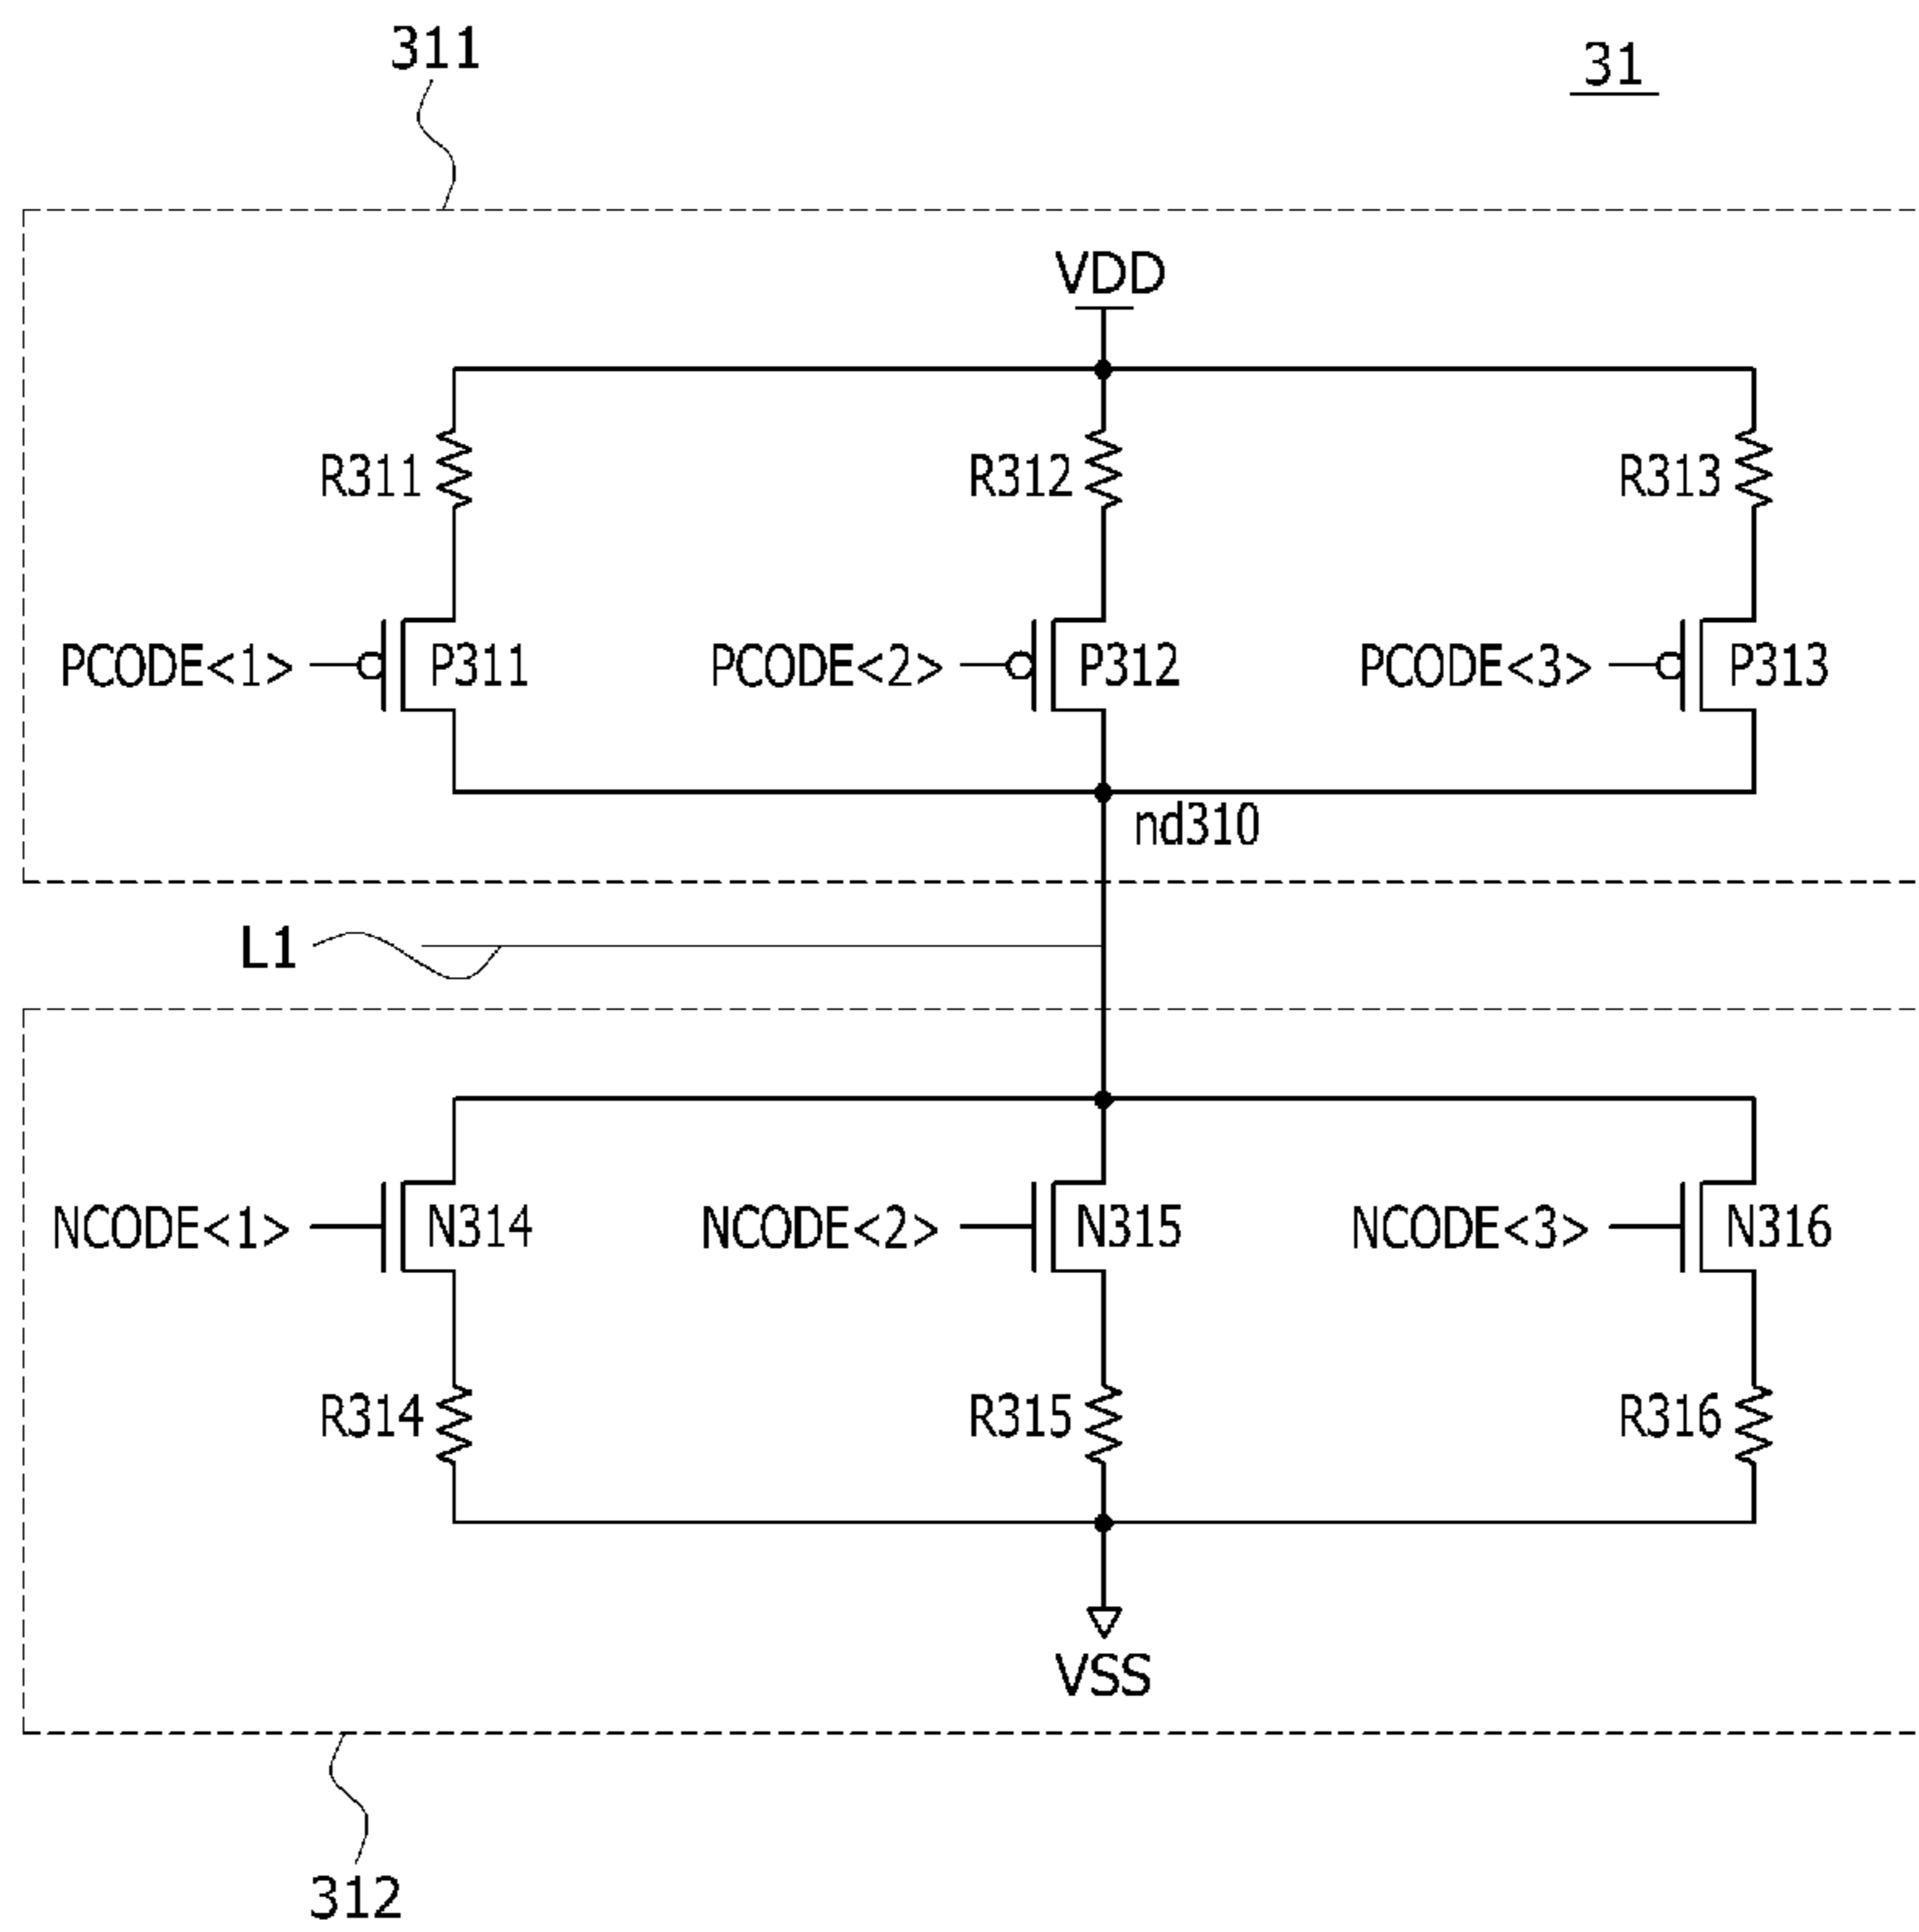 311
31
VDD
R311 R312 R313
PCODE<1> P311 PCODE<2> P312 PCODE<3> P313
nd310
L1
NCODE<1> N314 NCODE<2> N315 NCODE<3> N316
R314 R315 R316
VSS
312